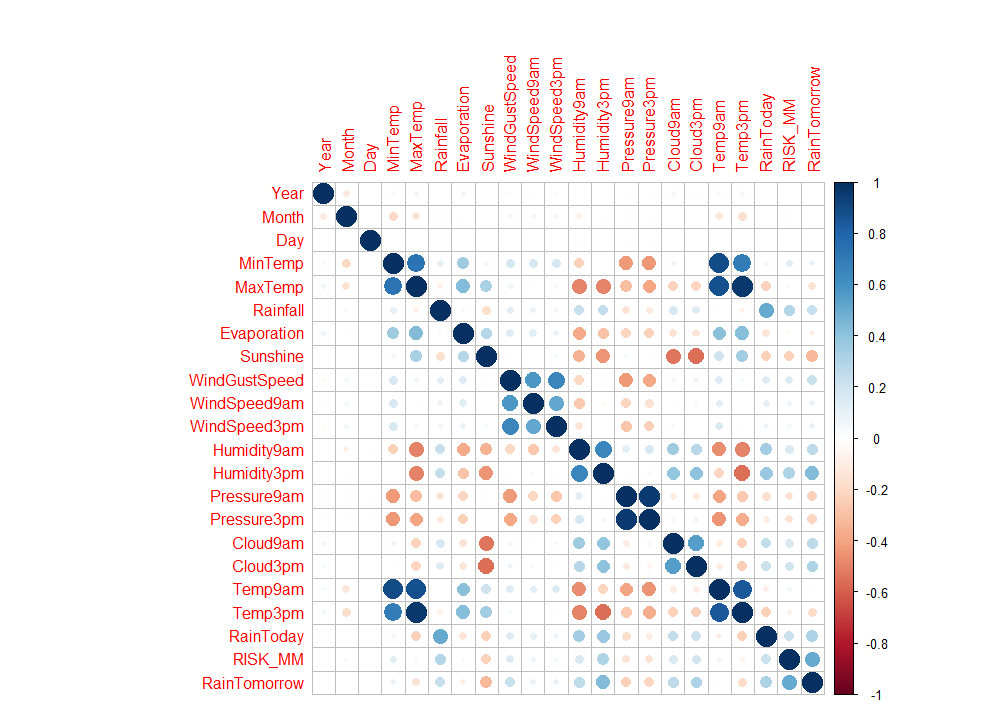 Year
Month
Day
MinTemp
MaxTemp
Rainfall
Evaporation
Sunshine
WindGustSpeed
WindSpeed9am
WindSpeed3pm
Humidity9am
Humidity3pm
Pressure9am
Pressure3pm
Cloud9am
Cloud3pm
Temp9am
Temp3pm
RainToday
RISK_MM
RainTomorrow
Year
Month
Day
MinTemp
MaxTemp
Rainfall
Evaporation
Sunshine
WindGustSpeed
WindSpeed9am
WindSpeed3pm
Humidity9am
Humidity3pm
Pressure9am
Pressure3pm
Cloud9am
Cloud3pm
Temp9am
Temp3pm
RainToday
RISK_MM
RainTomorrow
1
0.8
0.6
0.4
0.2
0
-0.2
-0.4
-0.6
-0.8
-1